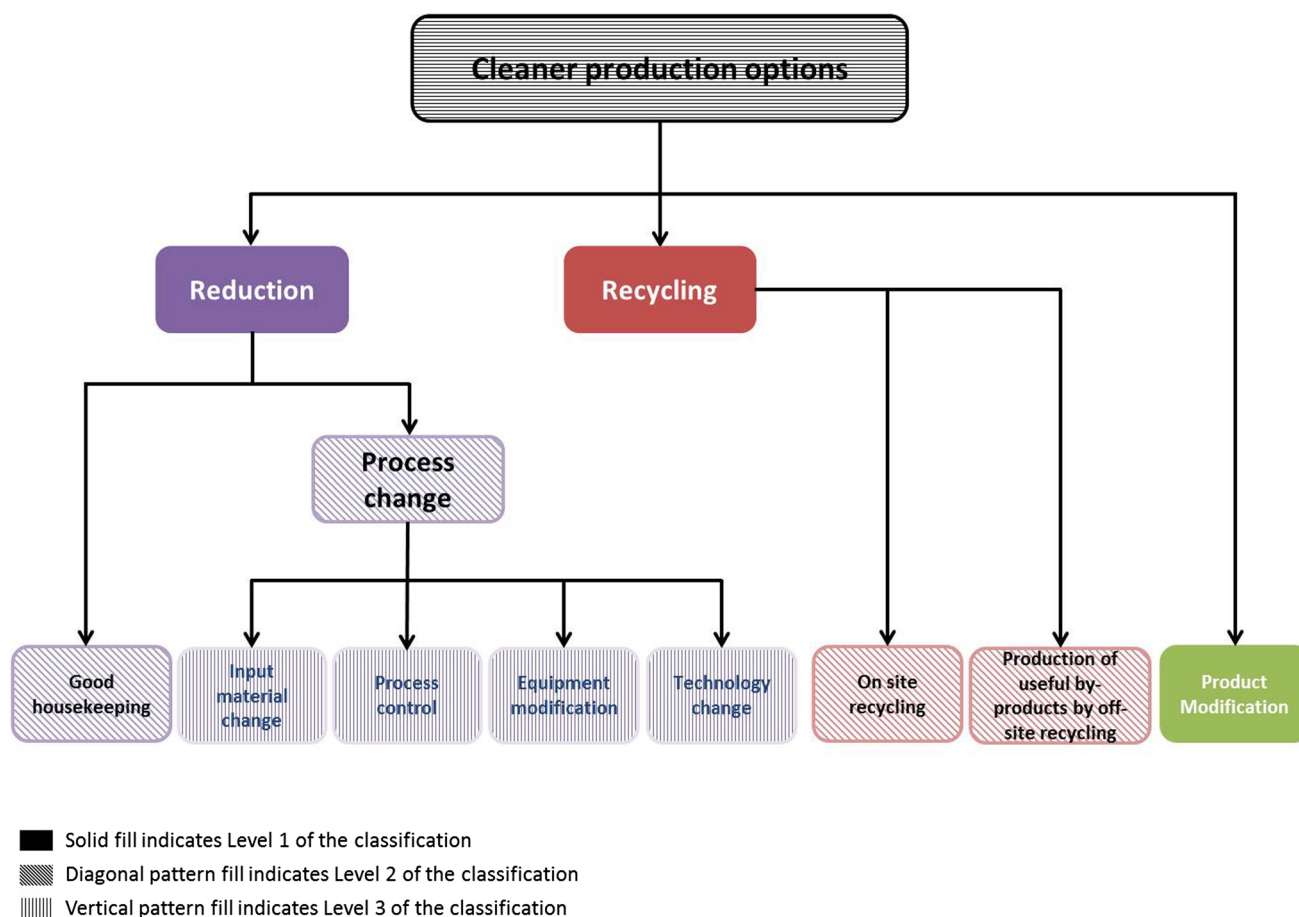 Cleaner production options
Reduction
Recycling
Process
change
Good
housekeeping
Input
material
change
Process
control
Equipment
modification
Technology
change
On site
recycling
Production of
useful by-
products by off-
site recycling
Product
Modification
Solid fill indicates Level 1 of the classification
Diagonal pattern fill indicates Level 2 of the classification
Vertical pattern fill indicates Level 3 of the classification